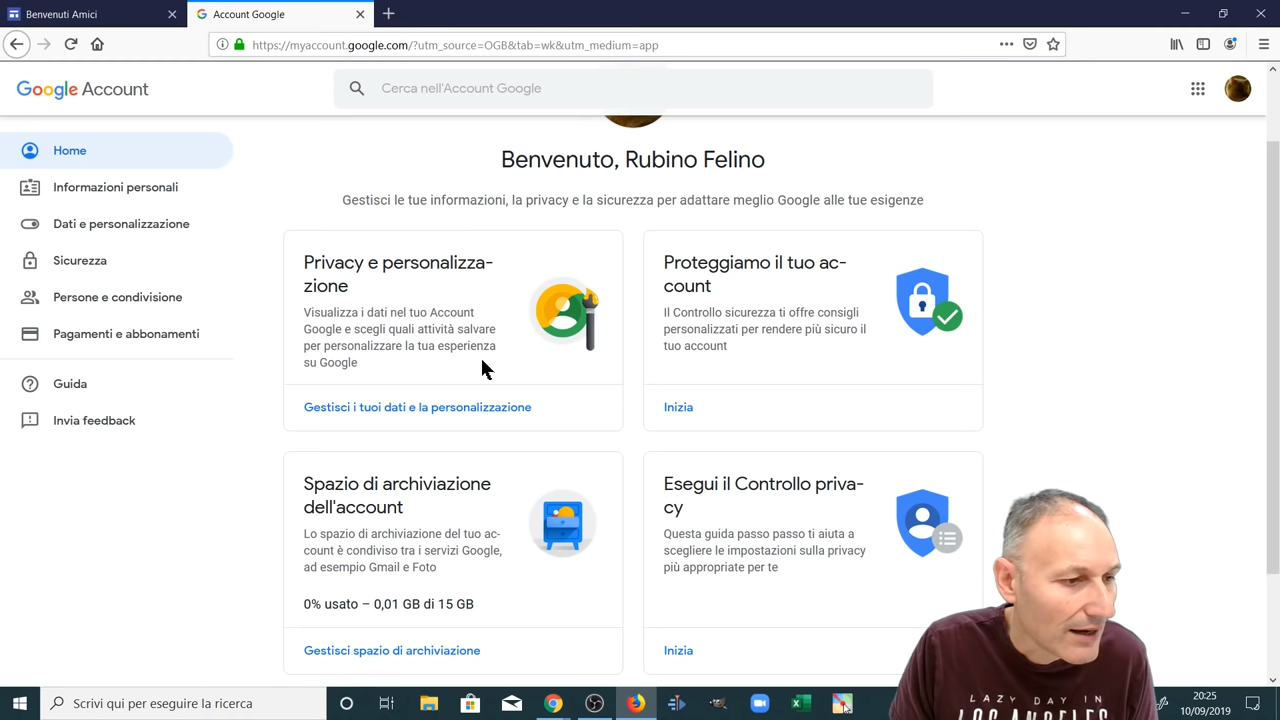 Benvenuti Amici
Account Google
https://myaccount.google.com/?utm_source=OGB&tab=wk&utm_medium=app
Google Account
Cerca nell'Account Google
Home
Informazioni personali
Dati e personalizzazione
Sicurezza
Persone e condivisione
Pagamenti e abbonamenti
Guida
Invia feedback
Benvenuto, Rubino Felino
Gestisci le tue informazioni, la privacy e la sicurezza per adattare meglio Google alle tue esigenze
Privacy e personalizza-
zione
Visualizza i dati nel tuo Account
Google e scegli quali attività salvare
per personalizzare la tua esperienza
su Google
Gestisci i tuoi dati e la personalizzazione
Proteggiamo il tuo ac-
count
Il Controllo sicurezza ti offre consigli
personalizzati per rendere più sicuro il
tuo account
Inizia
Spazio di archiviazione
dell'account
Lo spazio di archiviazione del tuo ac-
count è condiviso tra i servizi Google,
ad esempio Gmail e Foto
0% usato – 0,01 GB di 15 GB
Gestisci spazio di archiviazione
Esegui il Controllo priva-
cy
Questa guida passo passo ti aiuta a
scegliere le impostazioni sulla privacy
più appropriate per te
Inizia
LAZY DAY IN
LOS ANGELES
Scrivi qui per eseguire la ricerca
20:25
10/09/2019